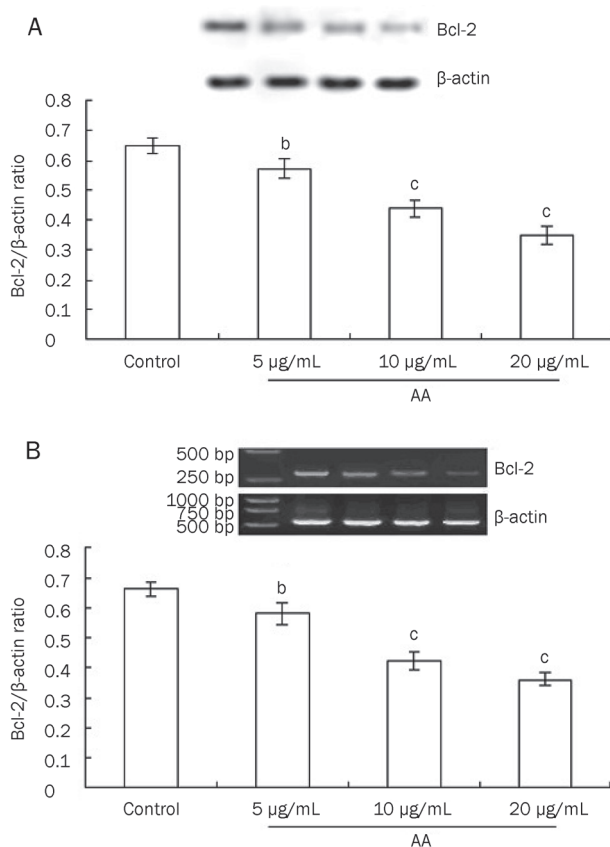 A
Bcl-2
β-actin
Bcl-2/β-actin ratio
0.8
0.7
0.6
0.5
0.4
0.3
0.2
0.1
0
b
c
c
Control
5 µg/mL
10 µg/mL
20 µg/mL
AA
B
500 bp
250 bp
Bcl-2
1000 bp
750 bp
500 bp
β-actin
Bcl-2/β-actin ratio
0.8
0.7
0.6
0.5
0.4
0.3
0.2
0.1
0
b
c
c
Control
5 µg/mL
10 µg/mL
20 µg/mL
AA